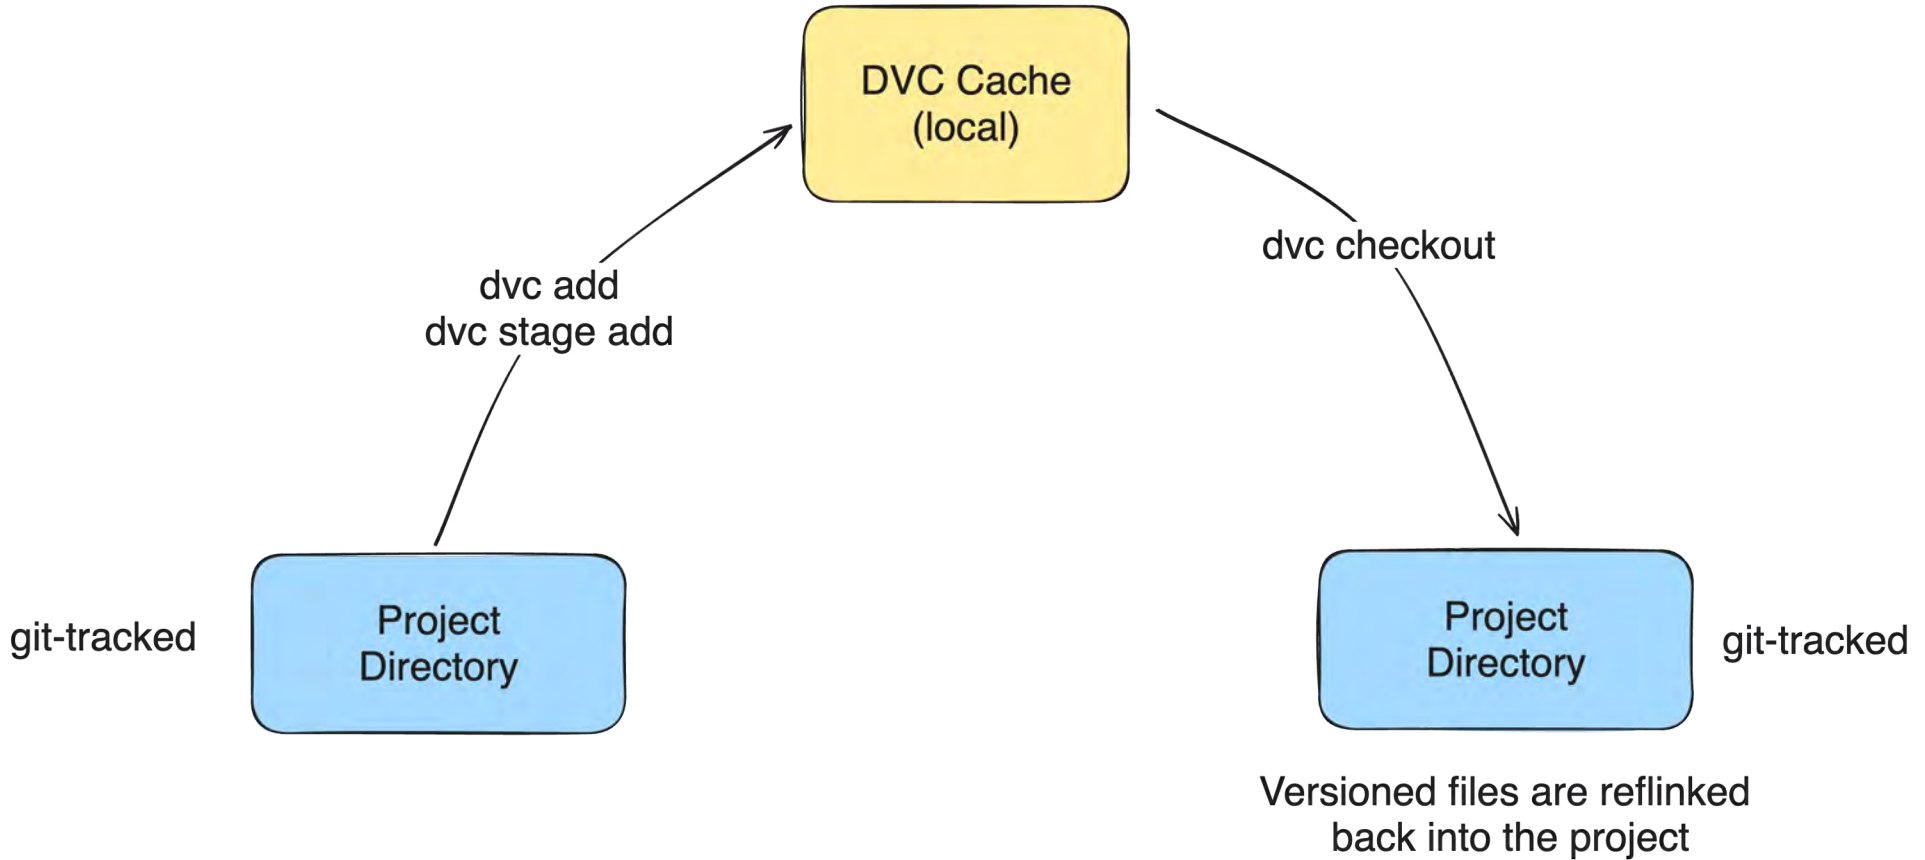 DVC Cache
(local)
dvc add
dvc stage add
dvc checkout
git-tracked
Project
Directory
Project
Directory
git-tracked
Versioned files are reflinked
back into the project